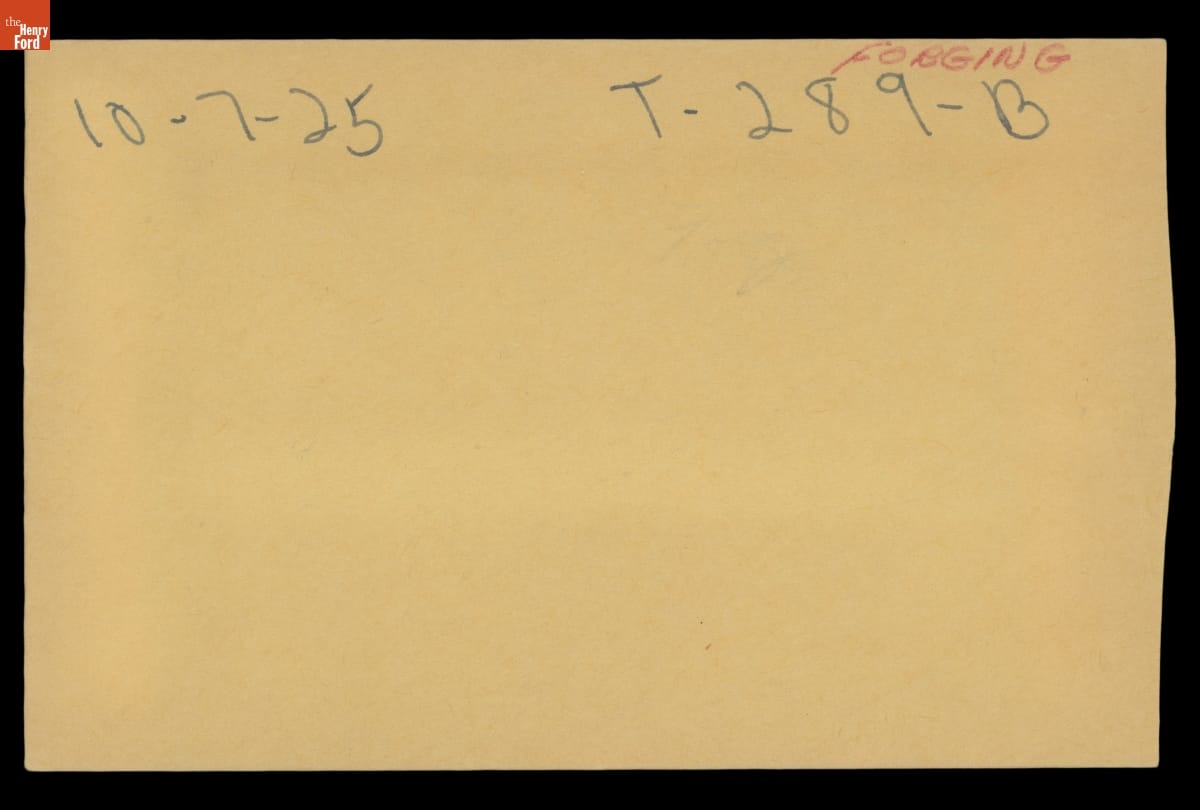 the
Henry
Ford
FORGING
10-7-25 T-289-B